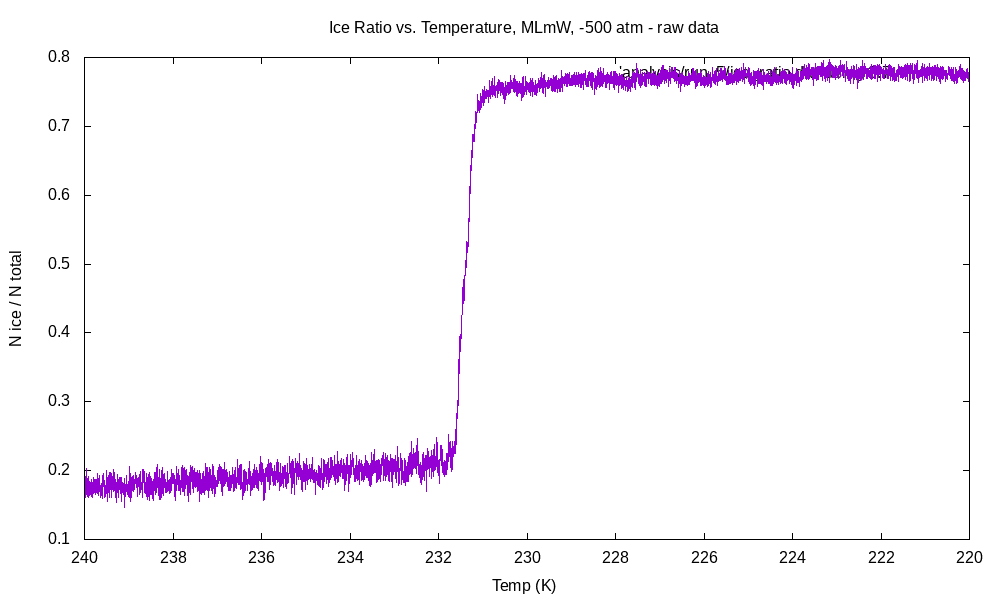 Ice Ratio vs. Temperature, MLmW, -500 atm - raw data
0.8
0.7
0.6
0.5
0.4
0.3
0.2
0.1
N ice / N total
240 238 236 234 232 230 228 226 224 222 220
Temp (K)